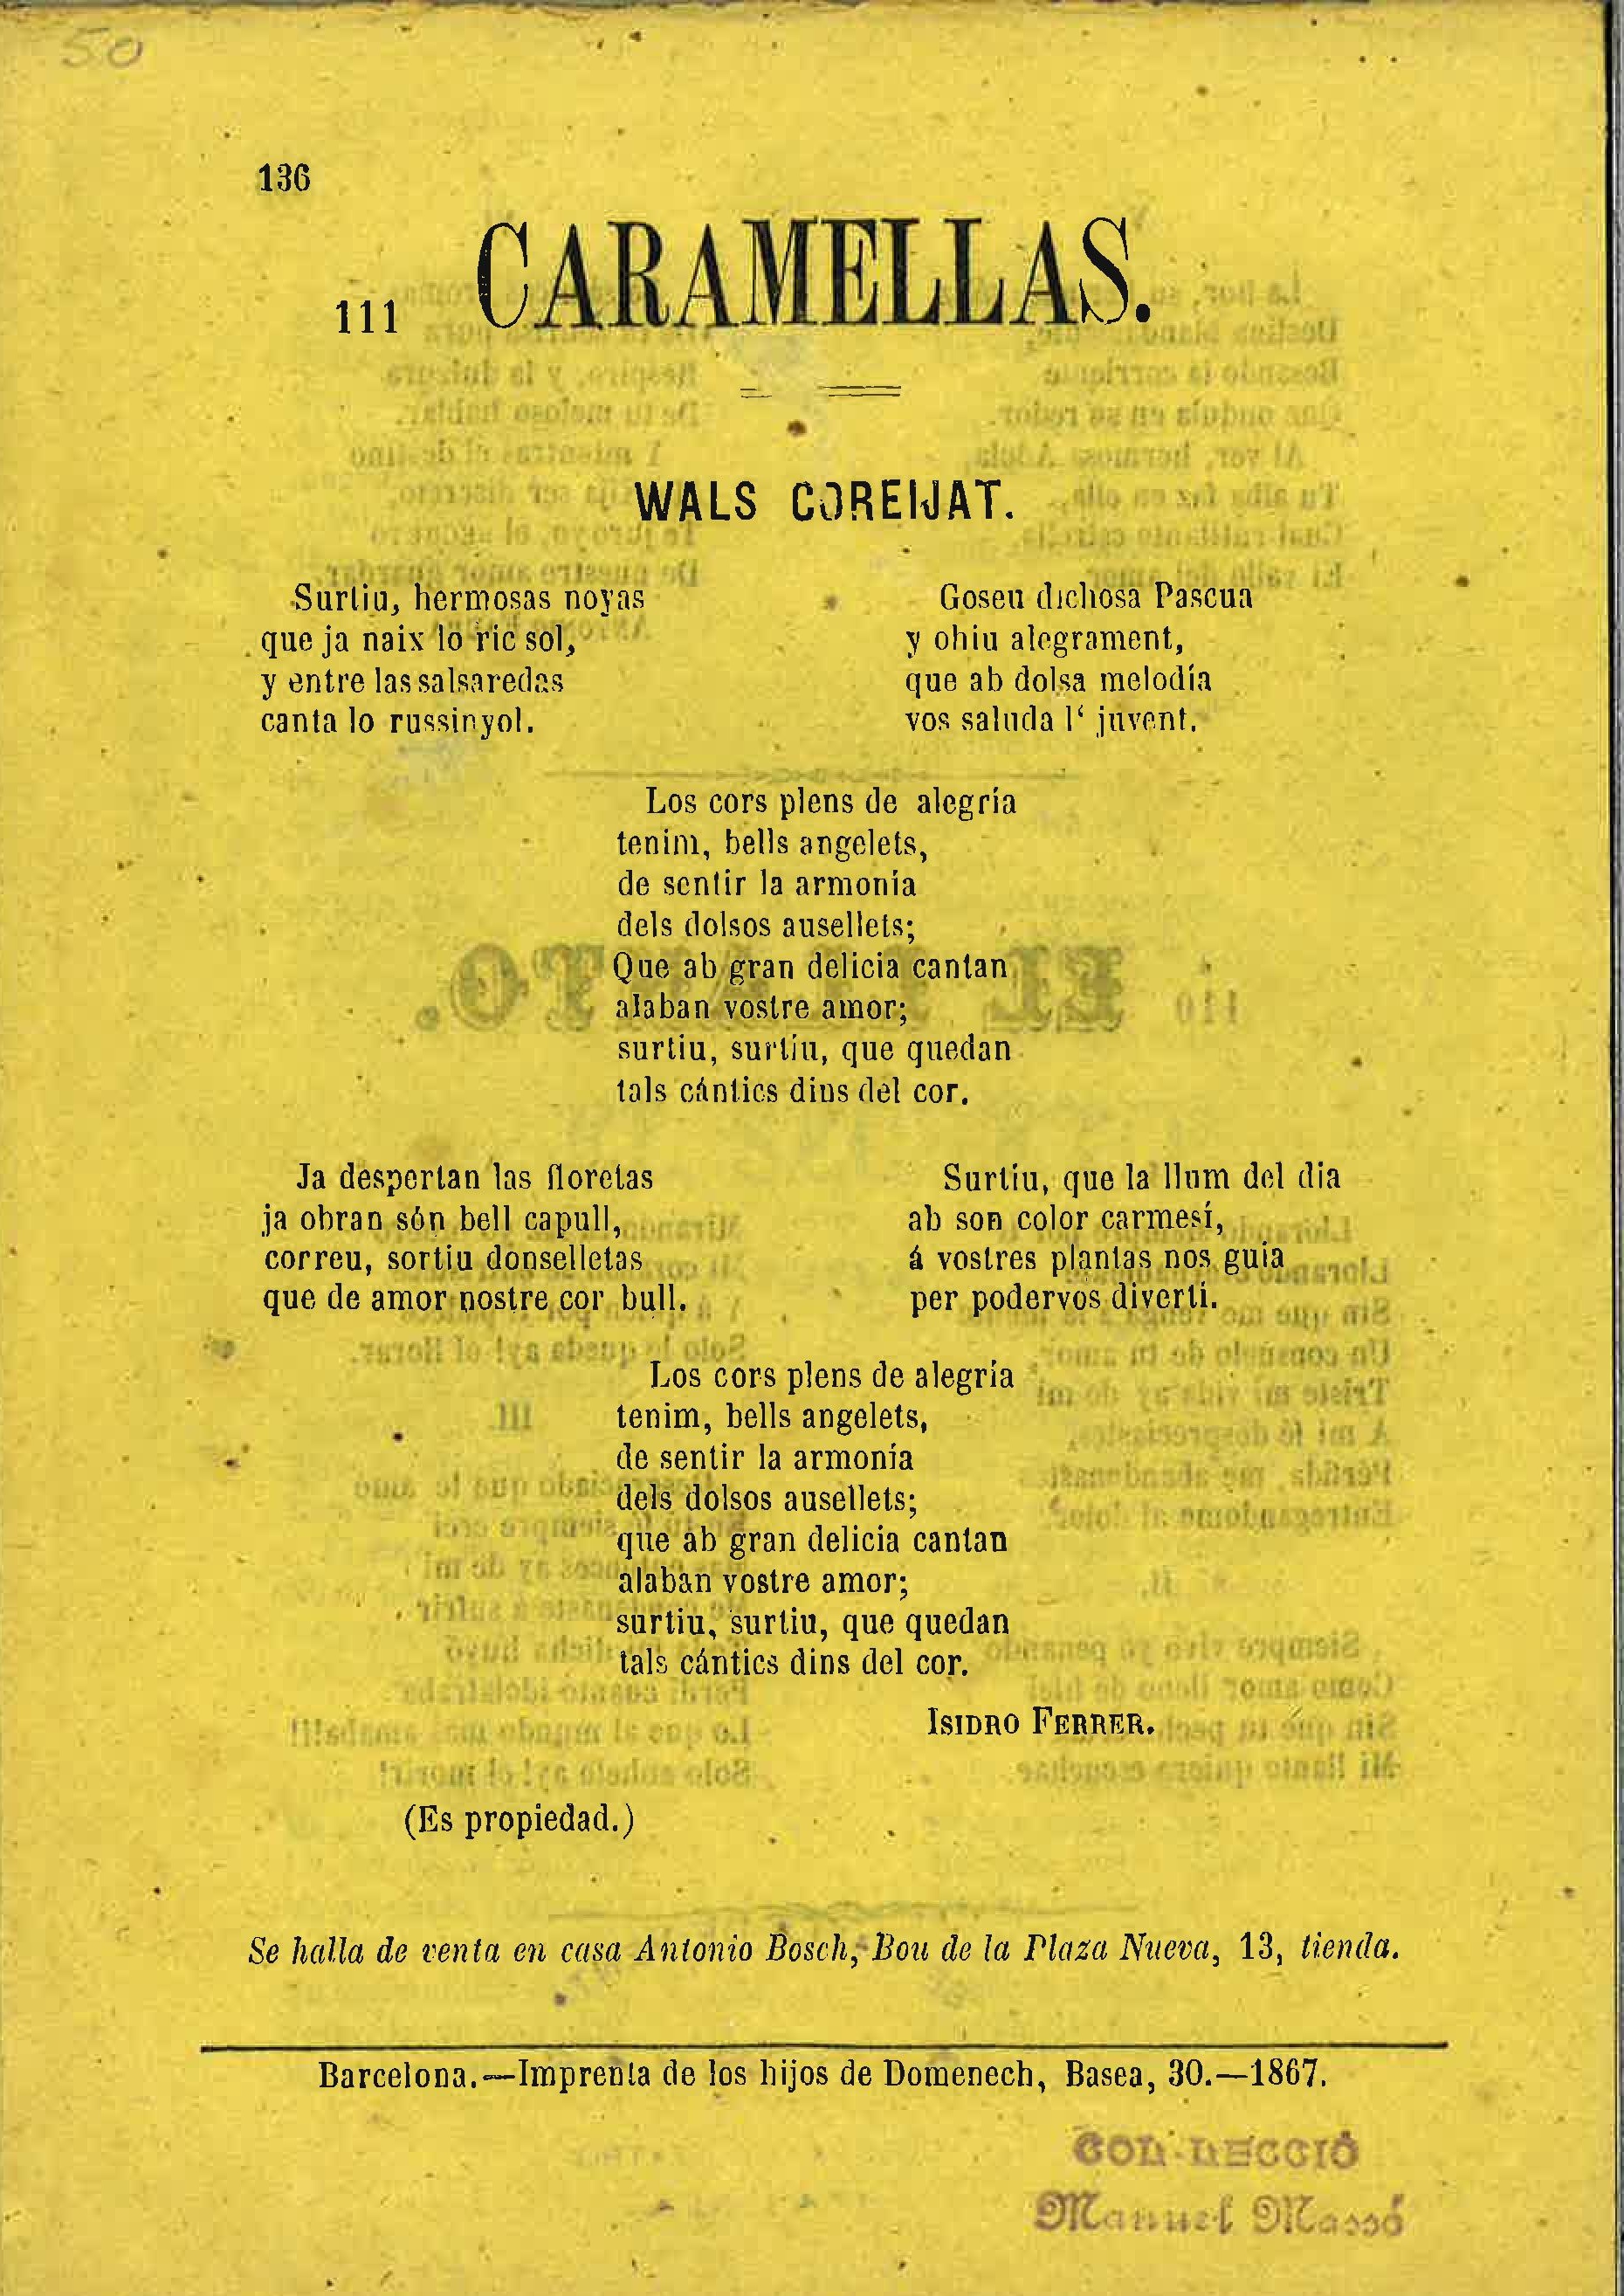 50
136
111 CARAMELLAS.
WALS COREIJAT.
Surtiu, hermosas noyas
que ja naix lo ric sol,
y entre las salsaredas
canta lo russinyol.
Goseu dichosa Pascua
y ohiu alegrament,
que ab dolsa melodía
vos saluda l‘ juvent.
Los cors plens de alegría
tenim, bells angelets,
de sentir la armonía
dels dolsos ausellets;
Que ab gran delicia cantan
alaban vostre amor;
surtiu, surtiu, que quedan
tals cántics dins del cor.
Ja despertan las floretas
ja obran són bell capull,
correu, sortiu donselletas
que de amor nostre cor bull.
Surtiu, que la llum del dia
ab son color carmesí,
á vostres plantas nos guia
per podervos diverti.
Los cors plens de alegría
tenim, bells angelets,
de sentir la armonía
dels dolsos ausellets;
que ab gran delicia cantan
alaban vostre amor;
surtiu, surtiu, que quedan
tals cántics dins del cor.
ISIDRO FERRER.
(Es propiedad.)
Se halla de venta en casa Antonio Bosch, Bou de la Plaza Nueva, 13, tienda.
Barcelona.—Imprenta de los hijos de Domenech, Basea, 30.—1867.
COL·LECCIÓ
Manuel Massó